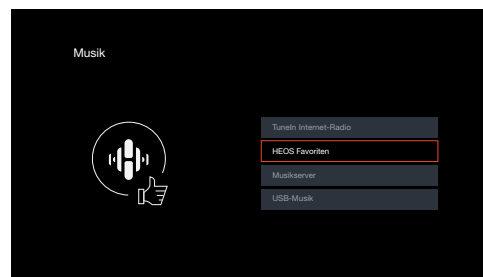 Musik
TuneIn Internet-Radio
HEOS Favoriten
Musikserver
USB-Musik